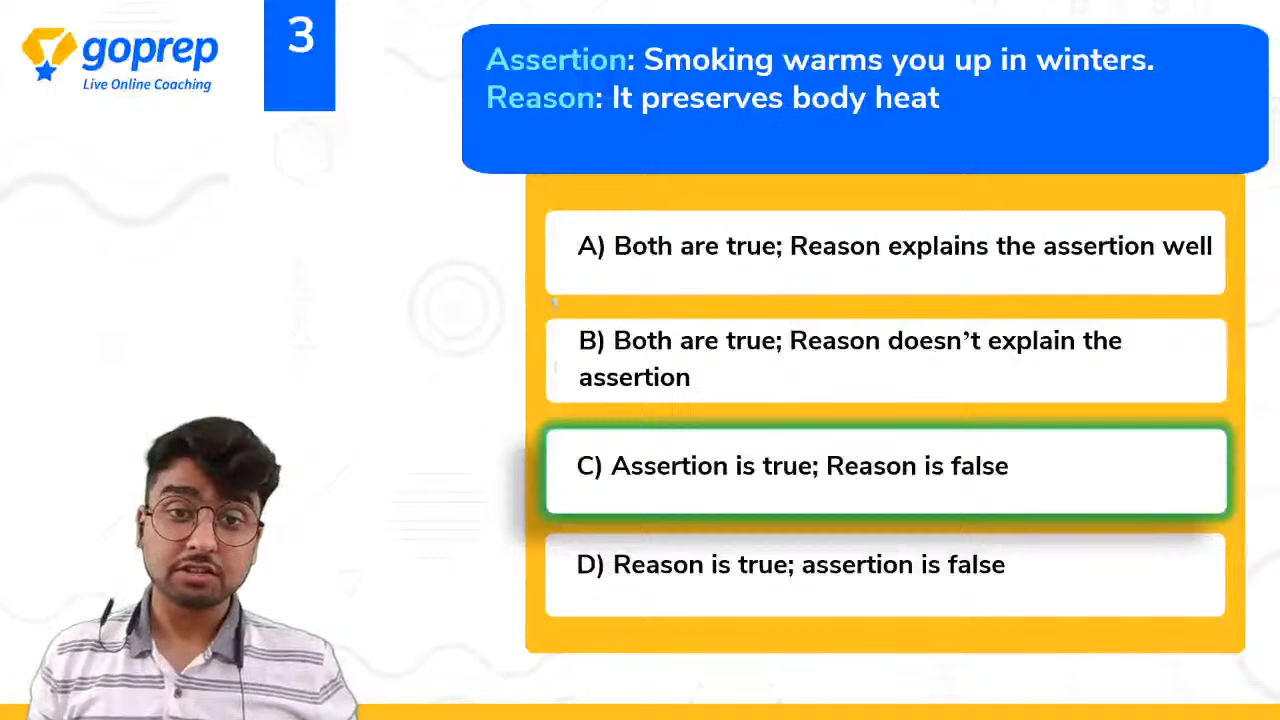 goprep
Live Online Coaching
3
Assertion: Smoking warms you up in winters.
Reason: It preserves body heat
A) Both are true; Reason explains the assertion well
B) Both are true; Reason doesn’t explain the
assertion
C) Assertion is true; Reason is false
D) Reason is true; assertion is false